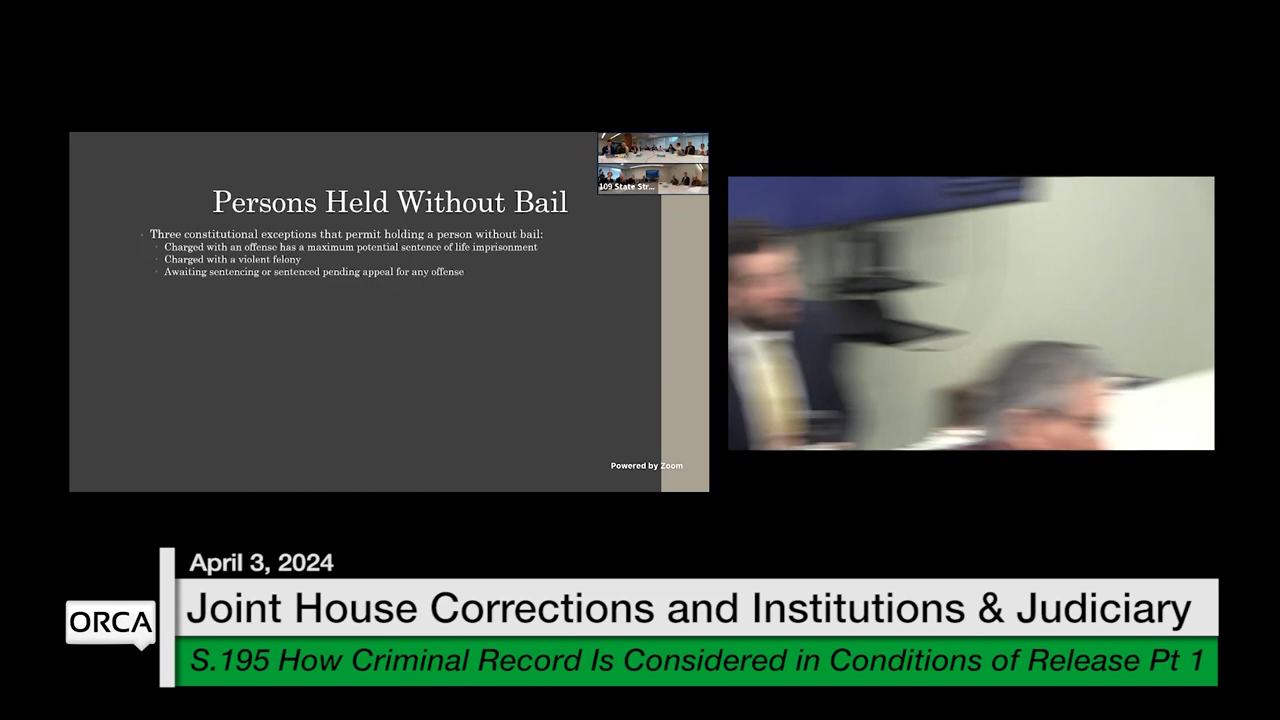 109 State Str...
Persons Held Without Bail
Three constitutional exceptions that permit holding a person without bail:
Charged with an offense has a maximum potential sentence of life imprisonment
Charged with a violent felony
Awaiting sentencing or sentenced pending appeal for any offense
Powered by Zoom
April 3, 2024
ORCA
Joint House Corrections and Institutions & Judiciary
S.195 How Criminal Record Is Considered in Conditions of Release Pt 1